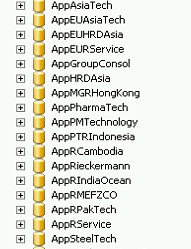 AppAsiaTech
AppEUAsiaTech
AppEUHRDAsia
AppEURService
AppGroupConsol
AppHRDAsia
AppMGRHongKong
AppPharmaTech
AppPMTechnology
AppPTRIndonesia
AppRCambodia
AppRieckermann
AppRIndiaOcean
AppRMEFZCO
AppRPakTech
AppRService
AppSteelTech